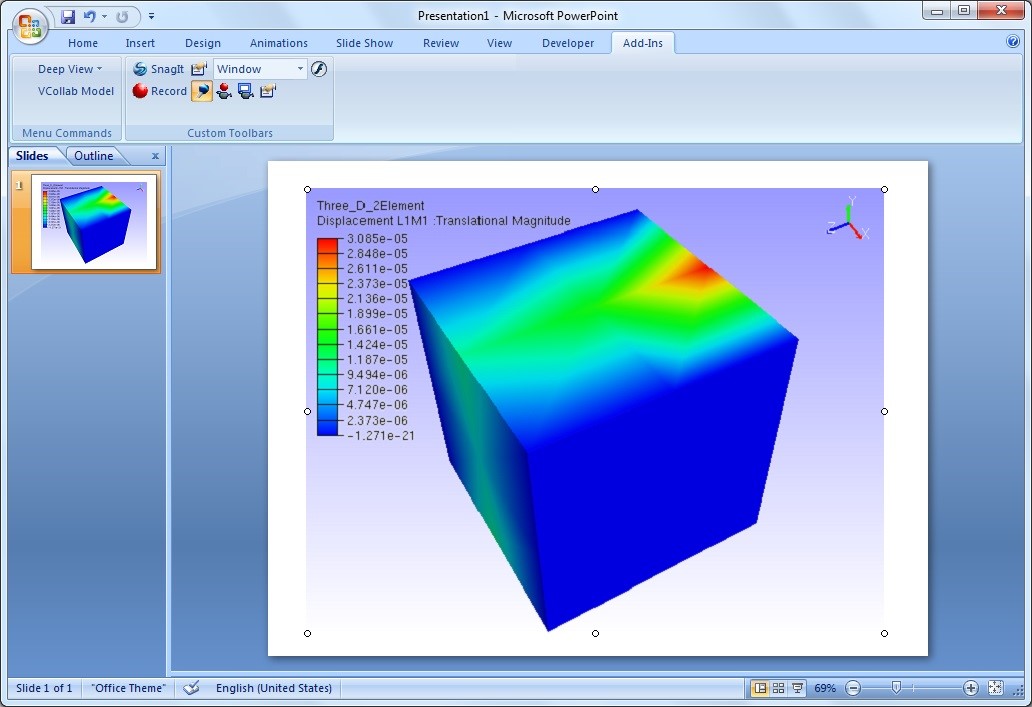 Presentation1 - Microsoft PowerPoint
Home Insert Design Animations Slide Show Review View Developer Add-Ins
Deep View SnagIt Window
VCollab Model Record
Menu Commands Custom Toolbars
Slides Outline x
1
Three_D_2Element
Displacement L1M1 :Translational Magnitude
3.085e-05
2.848e-05
2.611e-05
2.373e-05
2.136e-05
1.899e-05
1.661e-05
1.424e-05
1.187e-05
9.494e-06
7.120e-06
4.747e-06
2.373e-06
-1.271e-21
Y
Z X
Slide 1 of 1 "Office Theme" English (United States) 69%